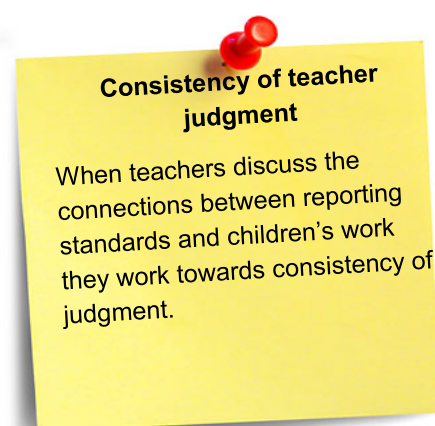 Consistency of teacher
judgment
When teachers discuss the
connections between reporting
standards and children’s work
they work towards consistency of
judgment.